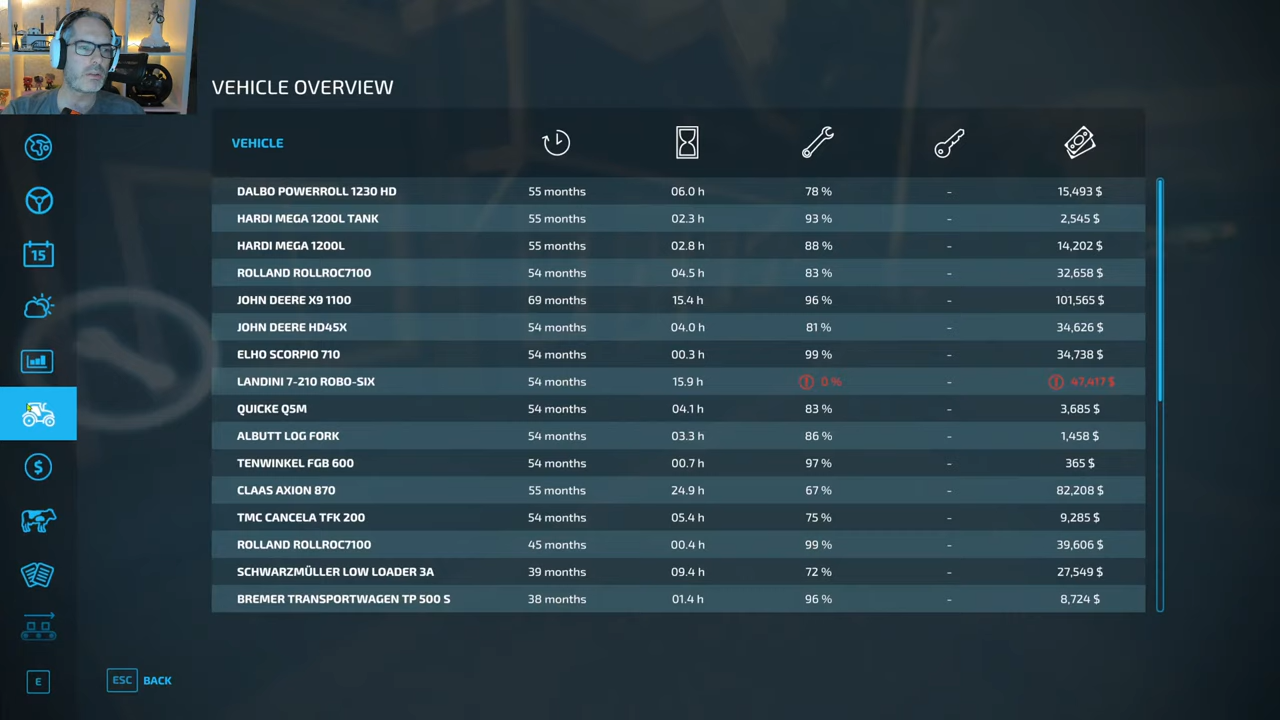 VEHICLE OVERVIEW
VEHICLE
DALBO POWERROLL 1230 HD 55 months 06.0 h 78 % - 15,493 $
HARDI MEGA 1200L TANK 55 months 02.3 h 93 % - 2,545 $
HARDI MEGA 1200L 55 months 02.8 h 88 % - 14,202 $
ROLLAND ROLLROC7100 54 months 04.5 h 83 % - 32,658 $
JOHN DEERE X9 1100 69 months 15.4 h 96 % - 101,565 $
JOHN DEERE HD45X 54 months 04.0 h 81 % - 34,626 $
ELHO SCORPIO 710 54 months 00.3 h 99 % - 34,738 $
LANDINI 7-210 ROBO-SIX 54 months 15.9 h 0 % - 47,417 $
QUICKE Q5M 54 months 04.1 h 83 % - 3,685 $
ALBUTT LOG FORK 54 months 03.3 h 86 % - 1,458 $
TENWINKEL FGB 600 54 months 00.7 h 97 % - 365 $
CLAAS AXION 870 55 months 24.9 h 67 % - 82,208 $
TMC CANCELA TFK 200 54 months 05.4 h 75 % - 9,285 $
ROLLAND ROLLROC7100 45 months 00.4 h 99 % - 39,606 $
SCHWARZMÜLLER LOW LOADER 3A 39 months 09.4 h 72 % - 27,549 $
BREMER TRANSPORTWAGEN TP 500 S 38 months 01.4 h 96 % - 8,724 $
15
E
ESC BACK